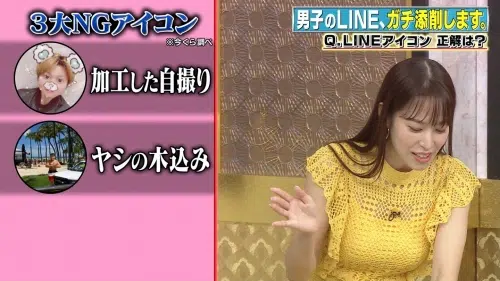 3大NGアイコン
※今くら調べ
加工した自撮り
ヤシの木込み
男子のLINE、ガチ添削します。
Q.LINEアイコン 正解は？